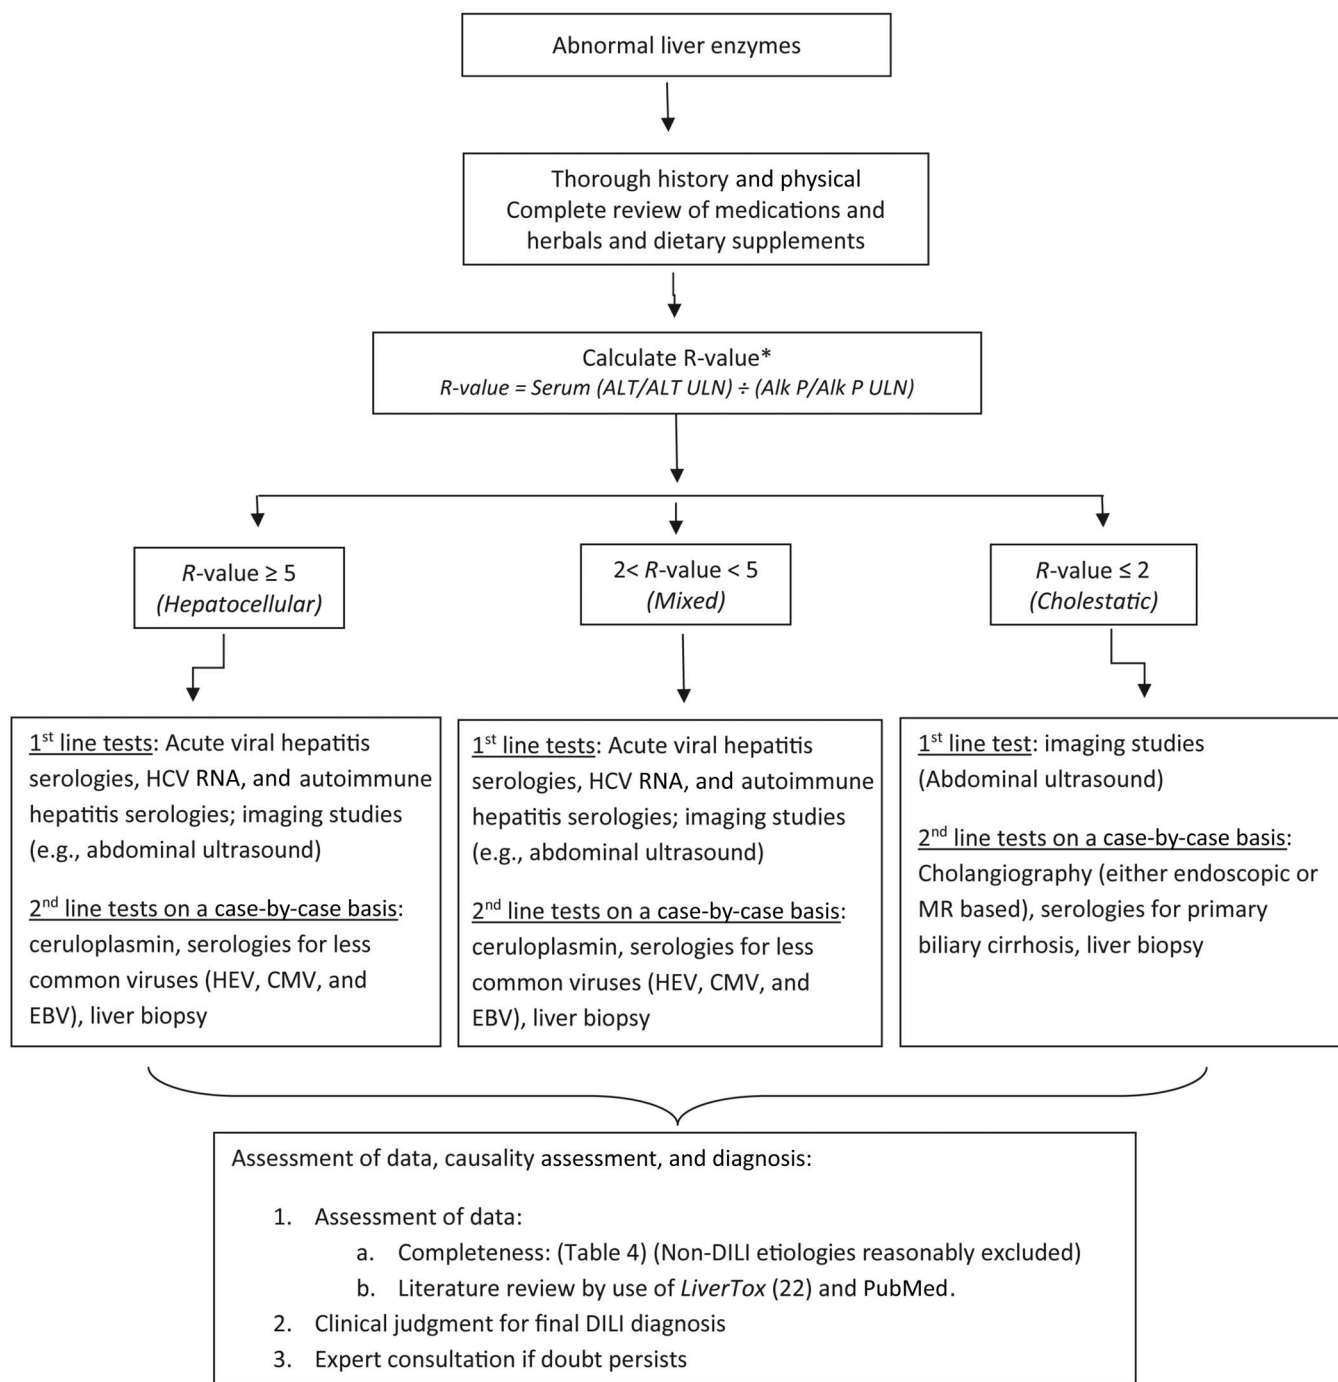 Abnormal liver enzymes
Thorough history and physical
Complete review of medications and
herbals and dietary supplements
Calculate R-value*
R-value = Serum (ALT/ALT ULN) ÷ (Alk P/Alk P ULN)
R-value ≥ 5
(Hepatocellular)
2< R-value < 5
(Mixed)
R-value ≤ 2
(Cholestatic)
1st line tests: Acute viral hepatitis
serologies, HCV RNA, and autoimmune
hepatitis serologies; imaging studies
(e.g., abdominal ultrasound)
2nd line tests on a case-by-case basis:
ceruloplasmin, serologies for less
common viruses (HEV, CMV, and
EBV), liver biopsy
1st line tests: Acute viral hepatitis
serologies, HCV RNA, and autoimmune
hepatitis serologies; imaging studies
(e.g., abdominal ultrasound)
2nd line tests on a case-by-case basis:
ceruloplasmin, serologies for less
common viruses (HEV, CMV, and
EBV), liver biopsy
1st line test: imaging studies
(Abdominal ultrasound)
2nd line tests on a case-by-case basis:
Cholangiography (either endoscopic or
MR based), serologies for primary
biliary cirrhosis, liver biopsy
Assessment of data, causality assessment, and diagnosis:
1. Assessment of data:
a. Completeness: (Table 4) (Non-DILI etiologies reasonably excluded)
b. Literature review by use of LiverTox (22) and PubMed.
2. Clinical judgment for final DILI diagnosis
3. Expert consultation if doubt persists